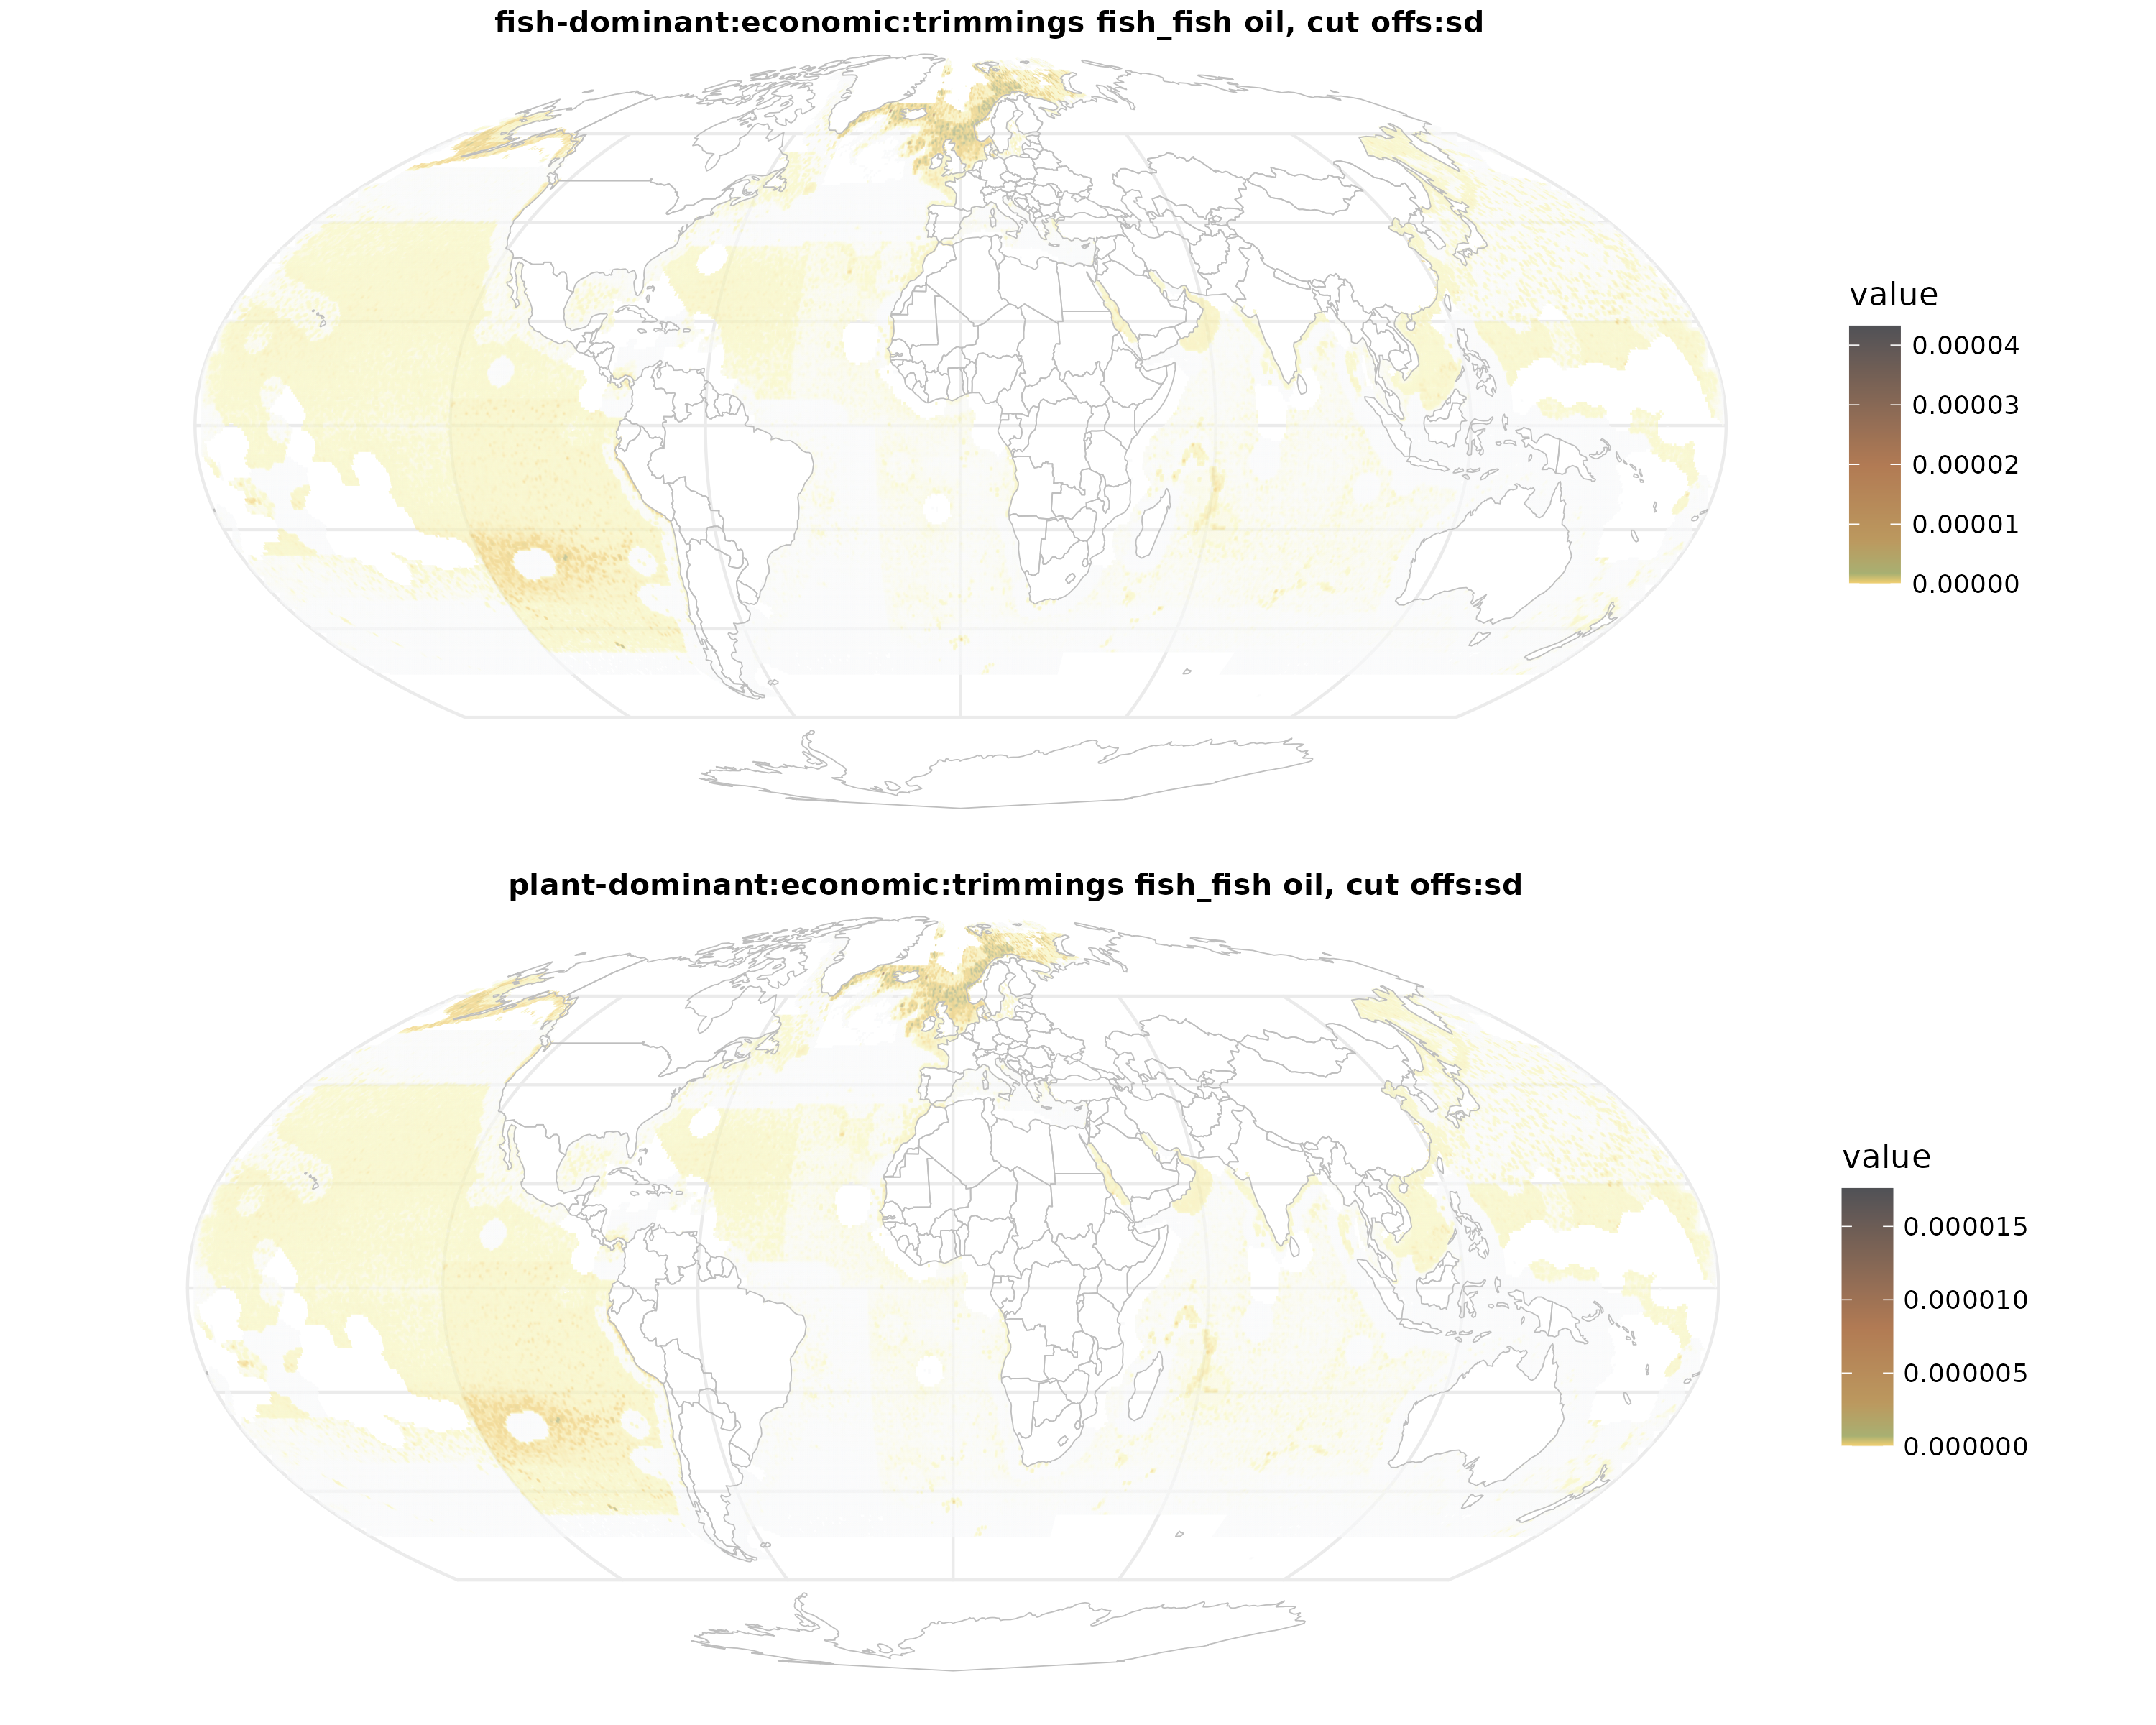 fish-dominant:economic:trimmings fish_fish oil, cut offs:sd
value
0.00004
0.00003
0.00002
0.00001
0.00000
plant-dominant:economic:trimmings fish_fish oil, cut offs:sd
value
0.000015
0.000010
0.000005
0.000000